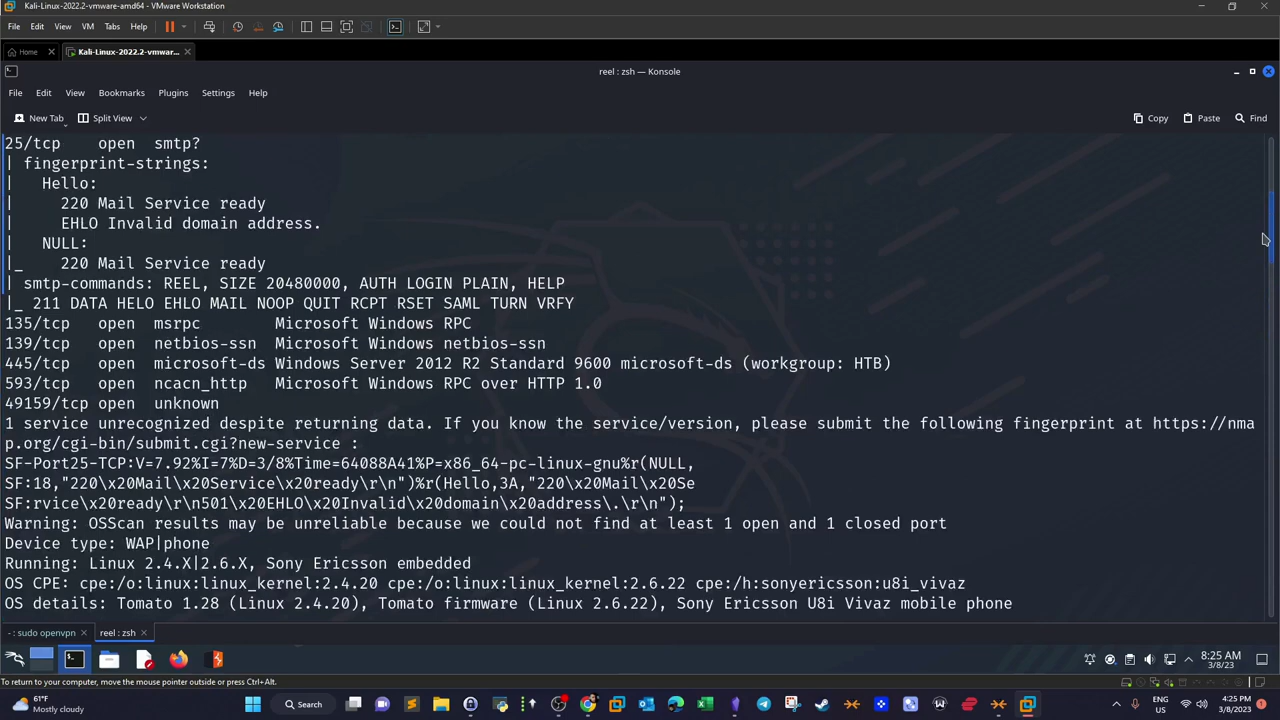 Kali-Linux-2022.2-vmware-amd64 - VMware Workstation
File Edit View VM Tabs Help
Home Kali-Linux-2022.2-vmwar...
reel : zsh — Konsole
File Edit View Bookmarks Plugins Settings Help
New Tab Split View Copy Paste Find
25/tcp    open  smtp?
| fingerprint-strings:
|   Hello:
|     220 Mail Service ready
|     EHLO Invalid domain address.
|   NULL:
|_    220 Mail Service ready
| smtp-commands: REEL, SIZE 20480000, AUTH LOGIN PLAIN, HELP
|_ 211 DATA HELO EHLO MAIL NOOP QUIT RCPT RSET SAML TURN VRFY
135/tcp   open  msrpc        Microsoft Windows RPC
139/tcp   open  netbios-ssn  Microsoft Windows netbios-ssn
445/tcp   open  microsoft-ds Windows Server 2012 R2 Standard 9600 microsoft-ds (workgroup: HTB)
593/tcp   open  ncacn_http   Microsoft Windows RPC over HTTP 1.0
49159/tcp open  unknown
1 service unrecognized despite returning data. If you know the service/version, please submit the following fingerprint at https://nma
p.org/cgi-bin/submit.cgi?new-service :
SF-Port25-TCP:V=7.92%I=7%D=3/8%Time=64088A41%P=x86_64-pc-linux-gnu%r(NULL,
SF:18,"220\x20Mail\x20Service\x20ready\r\n")%r(Hello,3A,"220\x20Mail\x20Se
SF:rvice\x20ready\r\n501\x20EHLO\x20Invalid\x20domain\x20address\.\r\n");
Warning: OSScan results may be unreliable because we could not find at least 1 open and 1 closed port
Device type: WAP|phone
Running: Linux 2.4.X|2.6.X, Sony Ericsson embedded
OS CPE: cpe:/o:linux:linux_kernel:2.4.20 cpe:/o:linux:linux_kernel:2.6.22 cpe:/h:sonyericsson:u8i_vivaz
OS details: Tomato 1.28 (Linux 2.4.20), Tomato firmware (Linux 2.6.22), Sony Ericsson U8i Vivaz mobile phone
- : sudo openvpn reel : zsh
8:25 AM
3/8/23
To return to your computer, move the mouse pointer outside or press Ctrl+Alt.
61°F
Mostly cloudy
Search
ENG
US
4:25 PM
3/8/2023